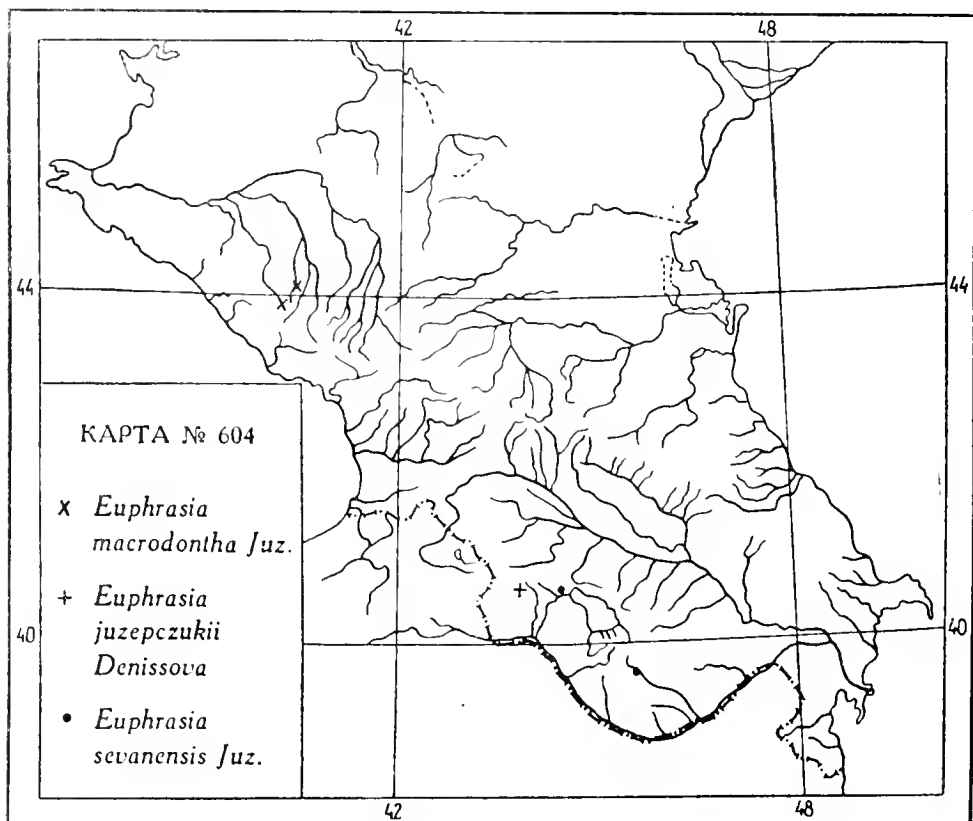 42 48
44 44
КАРТА № 604
x Euphrasia
macrodontha Juz.
+ Euphrasia
juzepczukii
Denissova
• Euphrasia
sevanensis Juz.
40 40
42 48